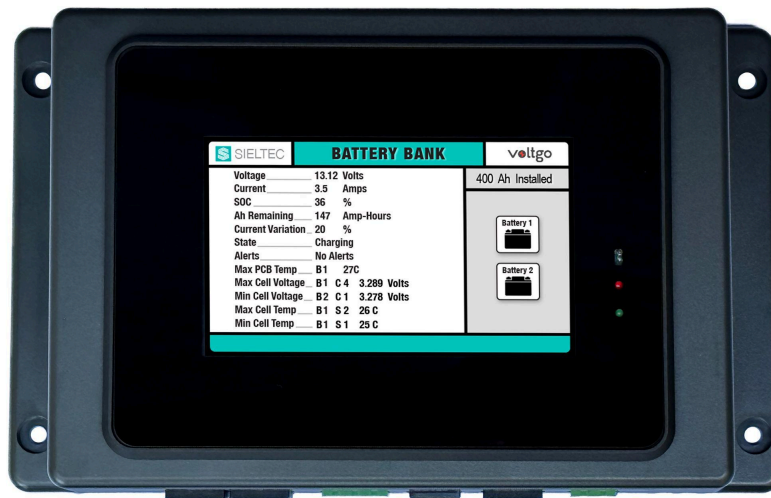 S SIELTEC
BATTERY BANK
voltgo
Voltage 13.12 Volts
Current 3.5 Amps
SOC 36 %
Ah Remaining 147 Amp-Hours
Current Variation 20 %
State Charging
Alerts No Alerts
Max PCB Temp B1 27C
Max Cell Voltage B1 C 4 3.289 Volts
Min Cell Voltage B2 C 1 3.278 Volts
Max Cell Temp B1 S 2 26 C
Min Cell Temp B1 S 1 25 C
400 Ah Installed
Battery 1
Battery 2